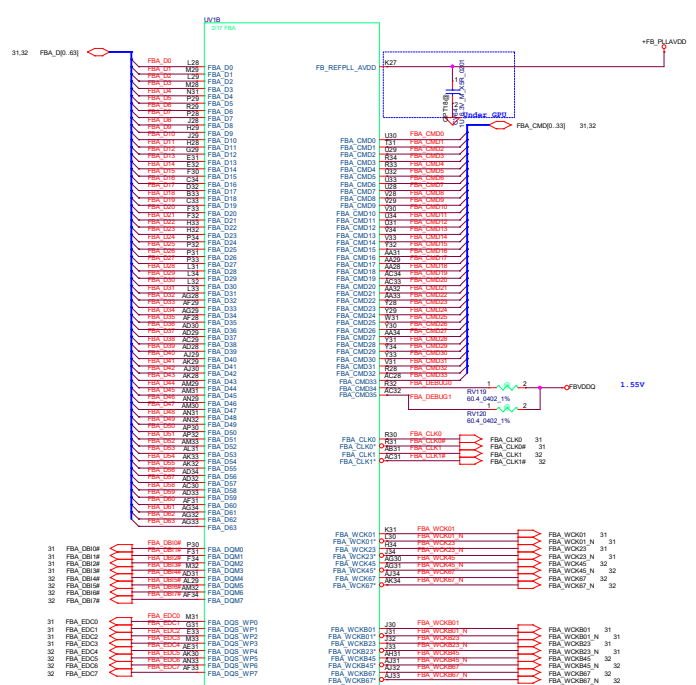 UV1B
2/17 FBA
31,32 FBA_D[0..63]
FBA_D0 L28 FBA_D0
FBA_D1 M29 FBA_D1
FBA_D2 L29 FBA_D2
FBA_D3 M28 FBA_D3
FBA_D4 N31 FBA_D4
FBA_D5 P29 FBA_D5
FBA_D6 R29 FBA_D6
FBA_D7 P28 FBA_D7
FBA_D8 J28 FBA_D8
FBA_D9 H29 FBA_D9
FBA_D10 J29 FBA_D10
FBA_D11 H28 FBA_D11
FBA_D12 G29 FBA_D12
FBA_D13 E31 FBA_D13
FBA_D14 E32 FBA_D14
FBA_D15 F30 FBA_D15
FBA_D16 C34 FBA_D16
FBA_D17 D32 FBA_D17
FBA_D18 B33 FBA_D18
FBA_D19 C33 FBA_D19
FBA_D20 F33 FBA_D20
FBA_D21 F32 FBA_D21
FBA_D22 H33 FBA_D22
FBA_D23 H32 FBA_D23
FBA_D24 P34 FBA_D24
FBA_D25 P32 FBA_D25
FBA_D26 P31 FBA_D26
FBA_D27 P33 FBA_D27
FBA_D28 L31 FBA_D28
FBA_D29 L34 FBA_D29
FBA_D30 L32 FBA_D30
FBA_D31 L33 FBA_D31
FBA_D32 AG28 FBA_D32
FBA_D33 AF29 FBA_D33
FBA_D34 AG29 FBA_D34
FBA_D35 AF28 FBA_D35
FBA_D36 AD30 FBA_D36
FBA_D37 AD29 FBA_D37
FBA_D38 AC29 FBA_D38
FBA_D39 AD28 FBA_D39
FBA_D40 AJ29 FBA_D40
FBA_D41 AK29 FBA_D41
FBA_D42 AJ30 FBA_D42
FBA_D43 AK28 FBA_D43
FBA_D44 AM29 FBA_D44
FBA_D45 AM31 FBA_D45
FBA_D46 AN29 FBA_D46
FBA_D47 AM30 FBA_D47
FBA_D48 AN31 FBA_D48
FBA_D49 AN32 FBA_D49
FBA_D50 AP30 FBA_D50
FBA_D51 AP32 FBA_D51
FBA_D52 AM33 FBA_D52
FBA_D53 AL31 FBA_D53
FBA_D54 AK33 FBA_D54
FBA_D55 AK32 FBA_D55
FBA_D56 AD34 FBA_D56
FBA_D57 AD32 FBA_D57
FBA_D58 AC30 FBA_D58
FBA_D59 AD33 FBA_D59
FBA_D60 AF31 FBA_D60
FBA_D61 AG34 FBA_D61
FBA_D62 AG32 FBA_D62
FBA_D63 AG33 FBA_D63
31 FBA_DBI0# FBA_DBI0# P30 FBA_DQM0
31 FBA_DBI1# FBA_DBI1# F31 FBA_DQM1
31 FBA_DBI2# FBA_DBI2# F34 FBA_DQM2
31 FBA_DBI3# FBA_DBI3# M32 FBA_DQM3
32 FBA_DBI4# FBA_DBI4# AD31 FBA_DQM4
32 FBA_DBI5# FBA_DBI5# AL29 FBA_DQM5
32 FBA_DBI6# FBA_DBI6# AM32 FBA_DQM6
32 FBA_DBI7# FBA_DBI7# AF34 FBA_DQM7
31 FBA_EDC0 FBA_EDC0 M31 FBA_DQS_WP0
31 FBA_EDC1 FBA_EDC1 G31 FBA_DQS_WP1
31 FBA_EDC2 FBA_EDC2 E33 FBA_DQS_WP2
31 FBA_EDC3 FBA_EDC3 M33 FBA_DQS_WP3
32 FBA_EDC4 FBA_EDC4 AE31 FBA_DQS_WP4
32 FBA_EDC5 FBA_EDC5 AK30 FBA_DQS_WP5
32 FBA_EDC6 FBA_EDC6 AN33 FBA_DQS_WP6
32 FBA_EDC7 FBA_EDC7 AF33 FBA_DQS_WP7
+FB_PLLAVDD
FB_REFPLL_AVDD K27
1
2
Under GPU
FBA_CMD[0..33] 31,32
FBA_CMD0 U30 FBA_CMD0
FBA_CMD1 T31 FBA_CMD1
FBA_CMD2 U29 FBA_CMD2
FBA_CMD3 R34 FBA_CMD3
FBA_CMD4 R33 FBA_CMD4
FBA_CMD5 U32 FBA_CMD5
FBA_CMD6 U33 FBA_CMD6
FBA_CMD7 U28 FBA_CMD7
FBA_CMD8 V28 FBA_CMD8
FBA_CMD9 V29 FBA_CMD9
FBA_CMD10 V30 FBA_CMD10
FBA_CMD11 U34 FBA_CMD11
FBA_CMD12 U31 FBA_CMD12
FBA_CMD13 V34 FBA_CMD13
FBA_CMD14 V33 FBA_CMD14
FBA_CMD15 Y32 FBA_CMD15
FBA_CMD16 AA31 FBA_CMD16
FBA_CMD17 AA29 FBA_CMD17
FBA_CMD18 AA28 FBA_CMD18
FBA_CMD19 AC34 FBA_CMD19
FBA_CMD20 AC33 FBA_CMD20
FBA_CMD21 AA32 FBA_CMD21
FBA_CMD22 AA33 FBA_CMD22
FBA_CMD23 Y28 FBA_CMD23
FBA_CMD24 Y29 FBA_CMD24
FBA_CMD25 W31 FBA_CMD25
FBA_CMD26 Y30 FBA_CMD26
FBA_CMD27 AA34 FBA_CMD27
FBA_CMD28 Y31 FBA_CMD28
FBA_CMD29 Y34 FBA_CMD29
FBA_CMD30 Y33 FBA_CMD30
FBA_CMD31 V31 FBA_CMD31
FBA_CMD32 R28 FBA_CMD32
FBA_CMD33 AC28 FBA_CMD33
FBA_CMD34 R32 FBA_DEBUG0 1 2 FBVDDQ 1.55V
FBA_CMD35 AC32 FBA_DEBUG1
RV119
60.4_0402_1%
1 2
RV120
60.4_0402_1%
FBA_CLK0 R30 FBA_CLK0 FBA_CLK0 31
FBA_CLK0* R31 FBA_CLK0# FBA_CLK0# 31
FBA_CLK1 AB31 FBA_CLK1 FBA_CLK1 32
FBA_CLK1* AC31 FBA_CLK1# FBA_CLK1# 32
FBA_WCK01 K31 FBA_WCK01 FBA_WCK01 31
FBA_WCK01* L30 FBA_WCK01_N FBA_WCK01_N 31
FBA_WCK23 H34 FBA_WCK23 FBA_WCK23 31
FBA_WCK23* J34 FBA_WCK23_N FBA_WCK23_N 31
FBA_WCK45 AG30 FBA_WCK45 FBA_WCK45 32
FBA_WCK45* AG31 FBA_WCK45_N FBA_WCK45_N 32
FBA_WCK67 AJ34 FBA_WCK67 FBA_WCK67 32
FBA_WCK67* AK34 FBA_WCK67_N FBA_WCK67_N 32
FBA_WCKB01 J30 FBA_WCKB01 FBA_WCKB01 31
FBA_WCKB01* J31 FBA_WCKB01_N FBA_WCKB01_N 31
FBA_WCKB23 J32 FBA_WCKB23 FBA_WCKB23 31
FBA_WCKB23* J33 FBA_WCKB23_N FBA_WCKB23_N 31
FBA_WCKB45 AH31 FBA_WCKB45 FBA_WCKB45 32
FBA_WCKB45* AJ31 FBA_WCKB45_N FBA_WCKB45_N 32
FBA_WCKB67 AJ32 FBA_WCKB67 FBA_WCKB67 32
FBA_WCKB67* AJ33 FBA_WCKB67_N FBA_WCKB67_N 32